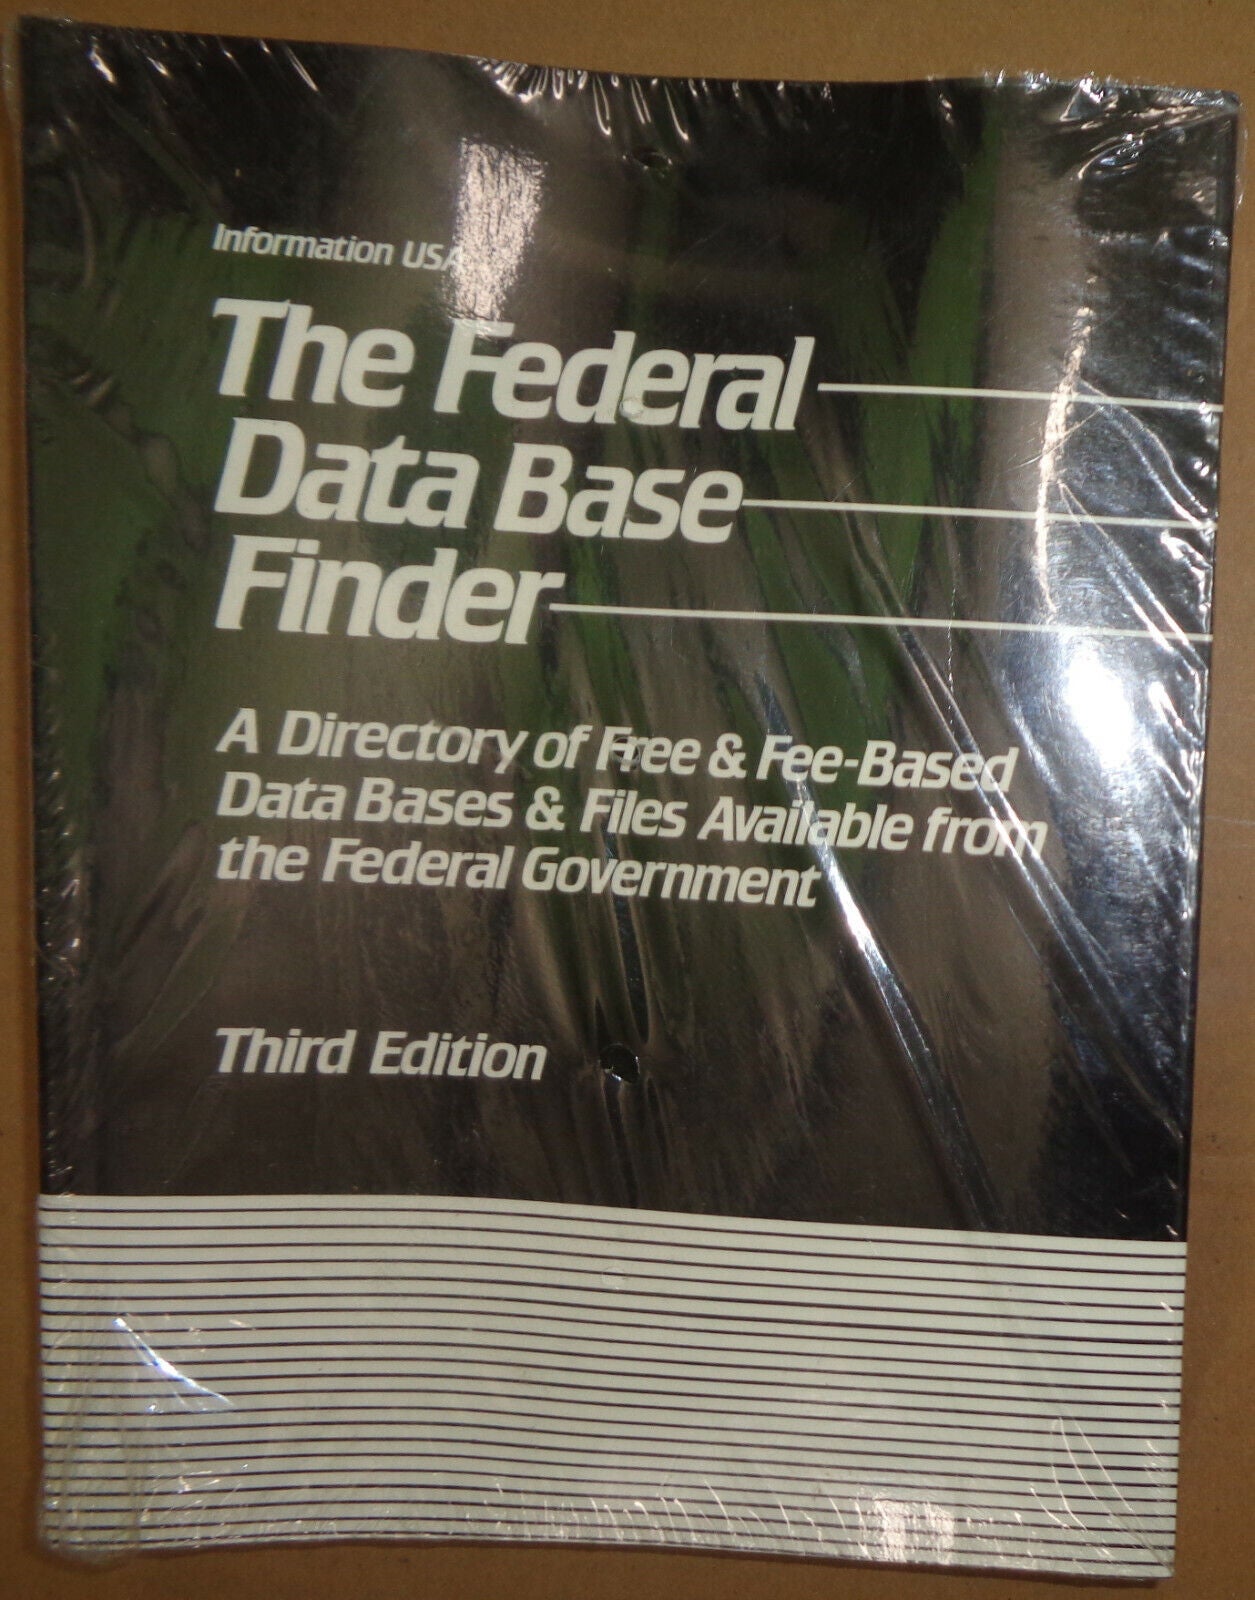 Information USA
The Federal
Data Base
Finder
A Directory of Free & Fee-Based
Data Bases & Files Available from
the Federal Government
Third Edition